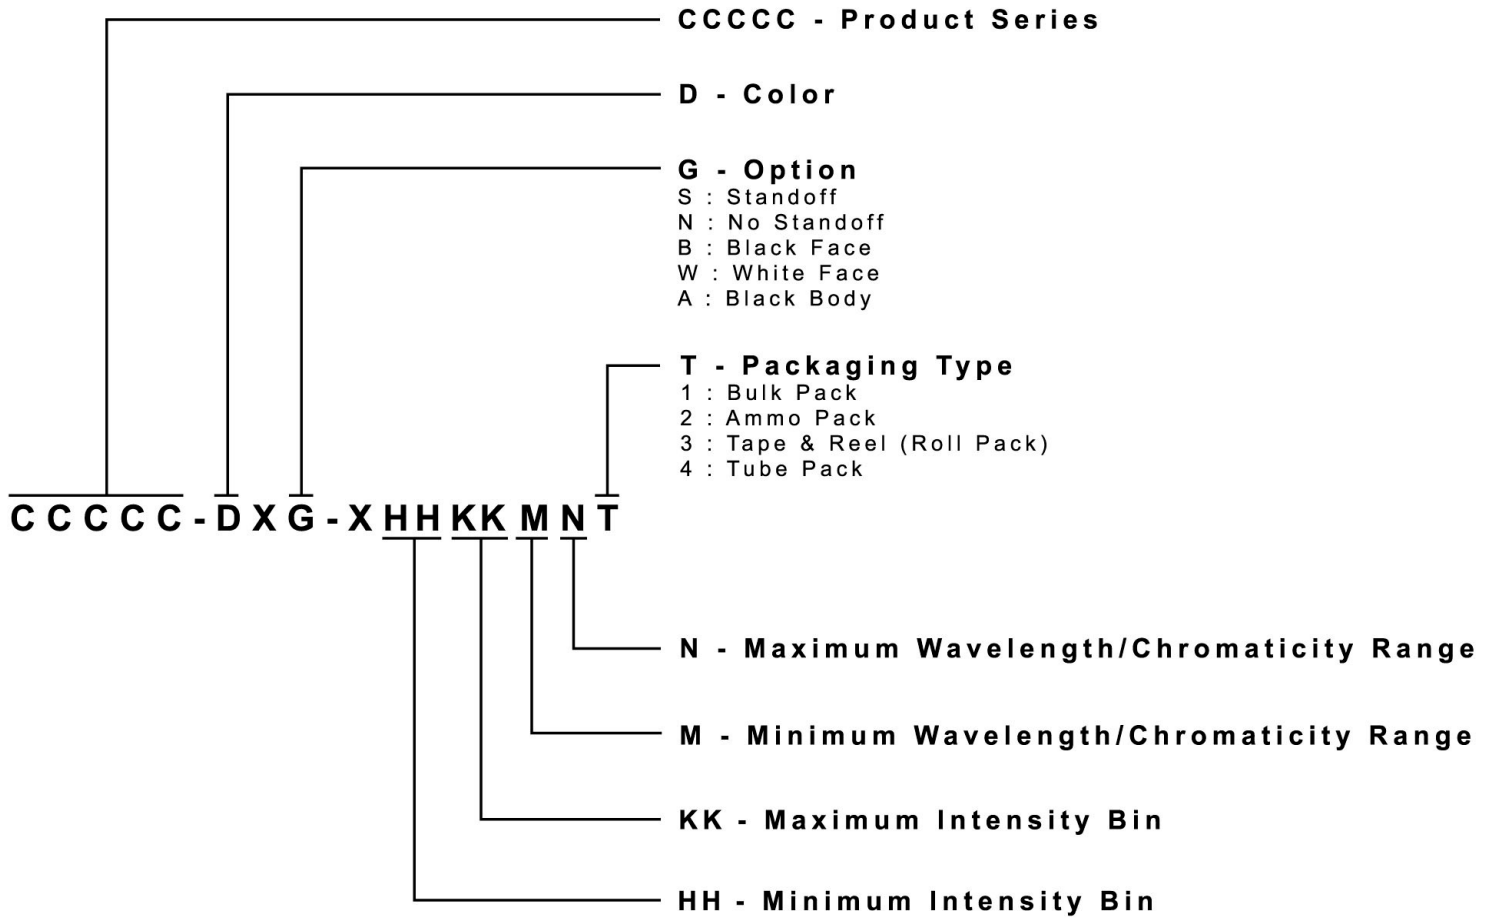 CCCCC - Product Series
D - Color
G - Option
S : Standoff
N : No Standoff
B : Black Face
W : White Face
A : Black Body
T - Packaging Type
1 : Bulk Pack
2 : Ammo Pack
3 : Tape & Reel (Roll Pack)
4 : Tube Pack
CCCCC-DXG-XHHKKMNT
N - Maximum Wavelength/Chromaticity Range
M - Minimum Wavelength/Chromaticity Range
KK - Maximum Intensity Bin
HH - Minimum Intensity Bin